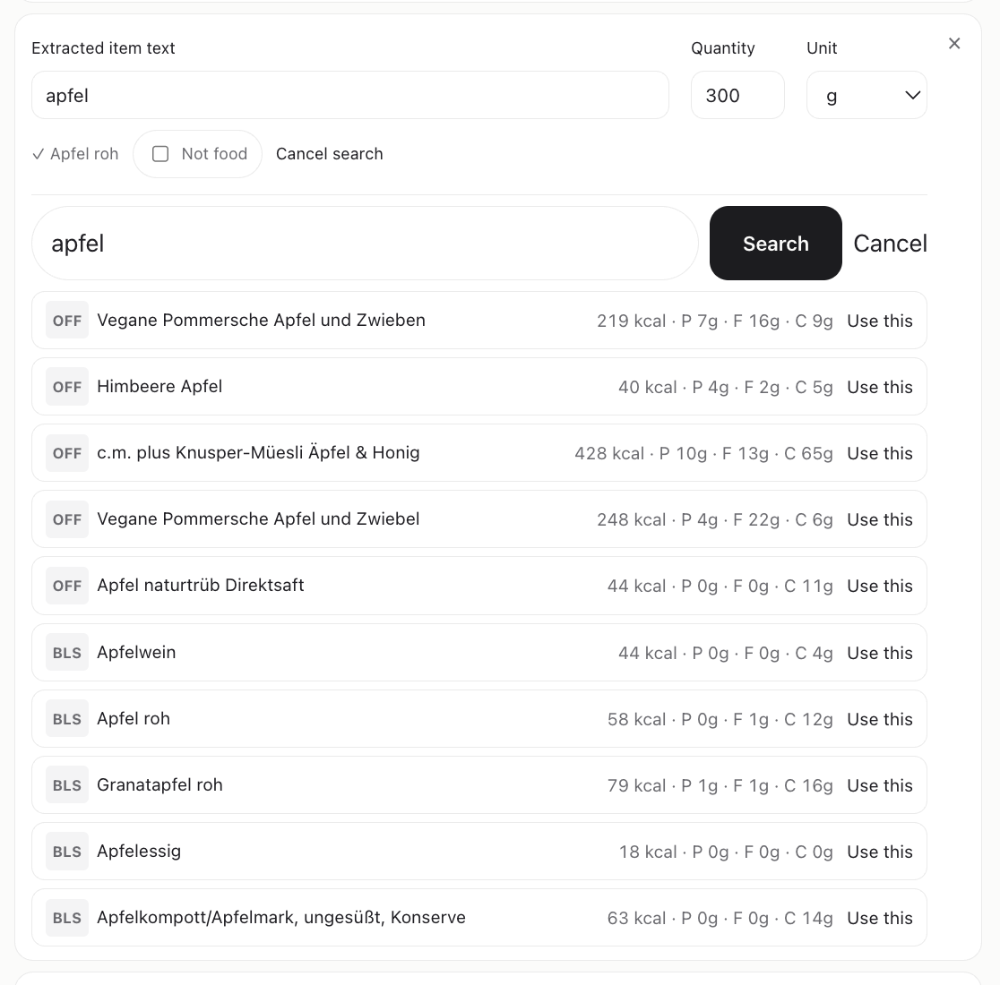 Extracted item text
Quantity
Unit
apfel
300
g
✓ Apfel roh
Not food
Cancel search
apfel
Search
Cancel
OFF Vegane Pommersche Apfel und Zwieben 219 kcal · P 7g · F 16g · C 9g Use this
OFF Himbeere Apfel 40 kcal · P 4g · F 2g · C 5g Use this
OFF c.m. plus Knusper-Müesli Äpfel & Honig 428 kcal · P 10g · F 13g · C 65g Use this
OFF Vegane Pommersche Apfel und Zwiebel 248 kcal · P 4g · F 22g · C 6g Use this
OFF Apfel naturtrüb Direktsaft 44 kcal · P 0g · F 0g · C 11g Use this
BLS Apfelwein 44 kcal · P 0g · F 0g · C 4g Use this
BLS Apfel roh 58 kcal · P 0g · F 1g · C 12g Use this
BLS Granatapfel roh 79 kcal · P 1g · F 1g · C 16g Use this
BLS Apfelessig 18 kcal · P 0g · F 0g · C 0g Use this
BLS Apfelkompott/Apfelmark, ungesüßt, Konserve 63 kcal · P 0g · F 0g · C 14g Use this